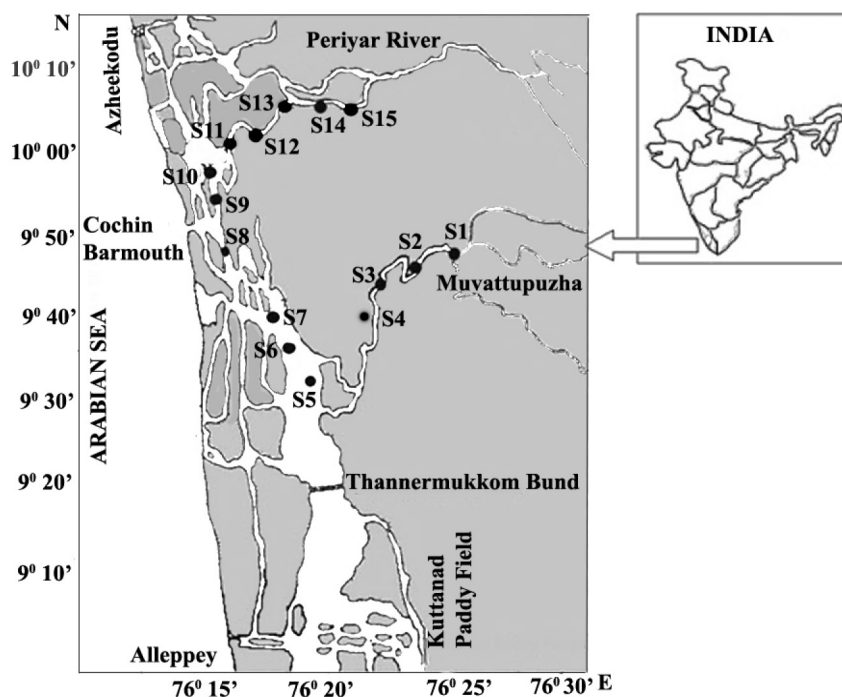 N
INDIA
Periyar River
10⁰ 10'
Azheekodu
S13
S14
S15
S11
S12
10⁰ 00'
S10
S9
Cochin
Barmouth
9⁰ 50'
S8
S1
S2
S3
Muvattupuzha
9⁰ 40'
S7
S4
S6
ARABIAN SEA
S5
9⁰ 30'
9⁰ 20'
Thannermukkom Bund
9⁰ 10'
Kuttanad
Paddy Field
Alleppey
76⁰ 15' 76⁰ 20' 76⁰ 25' 76⁰ 30' E